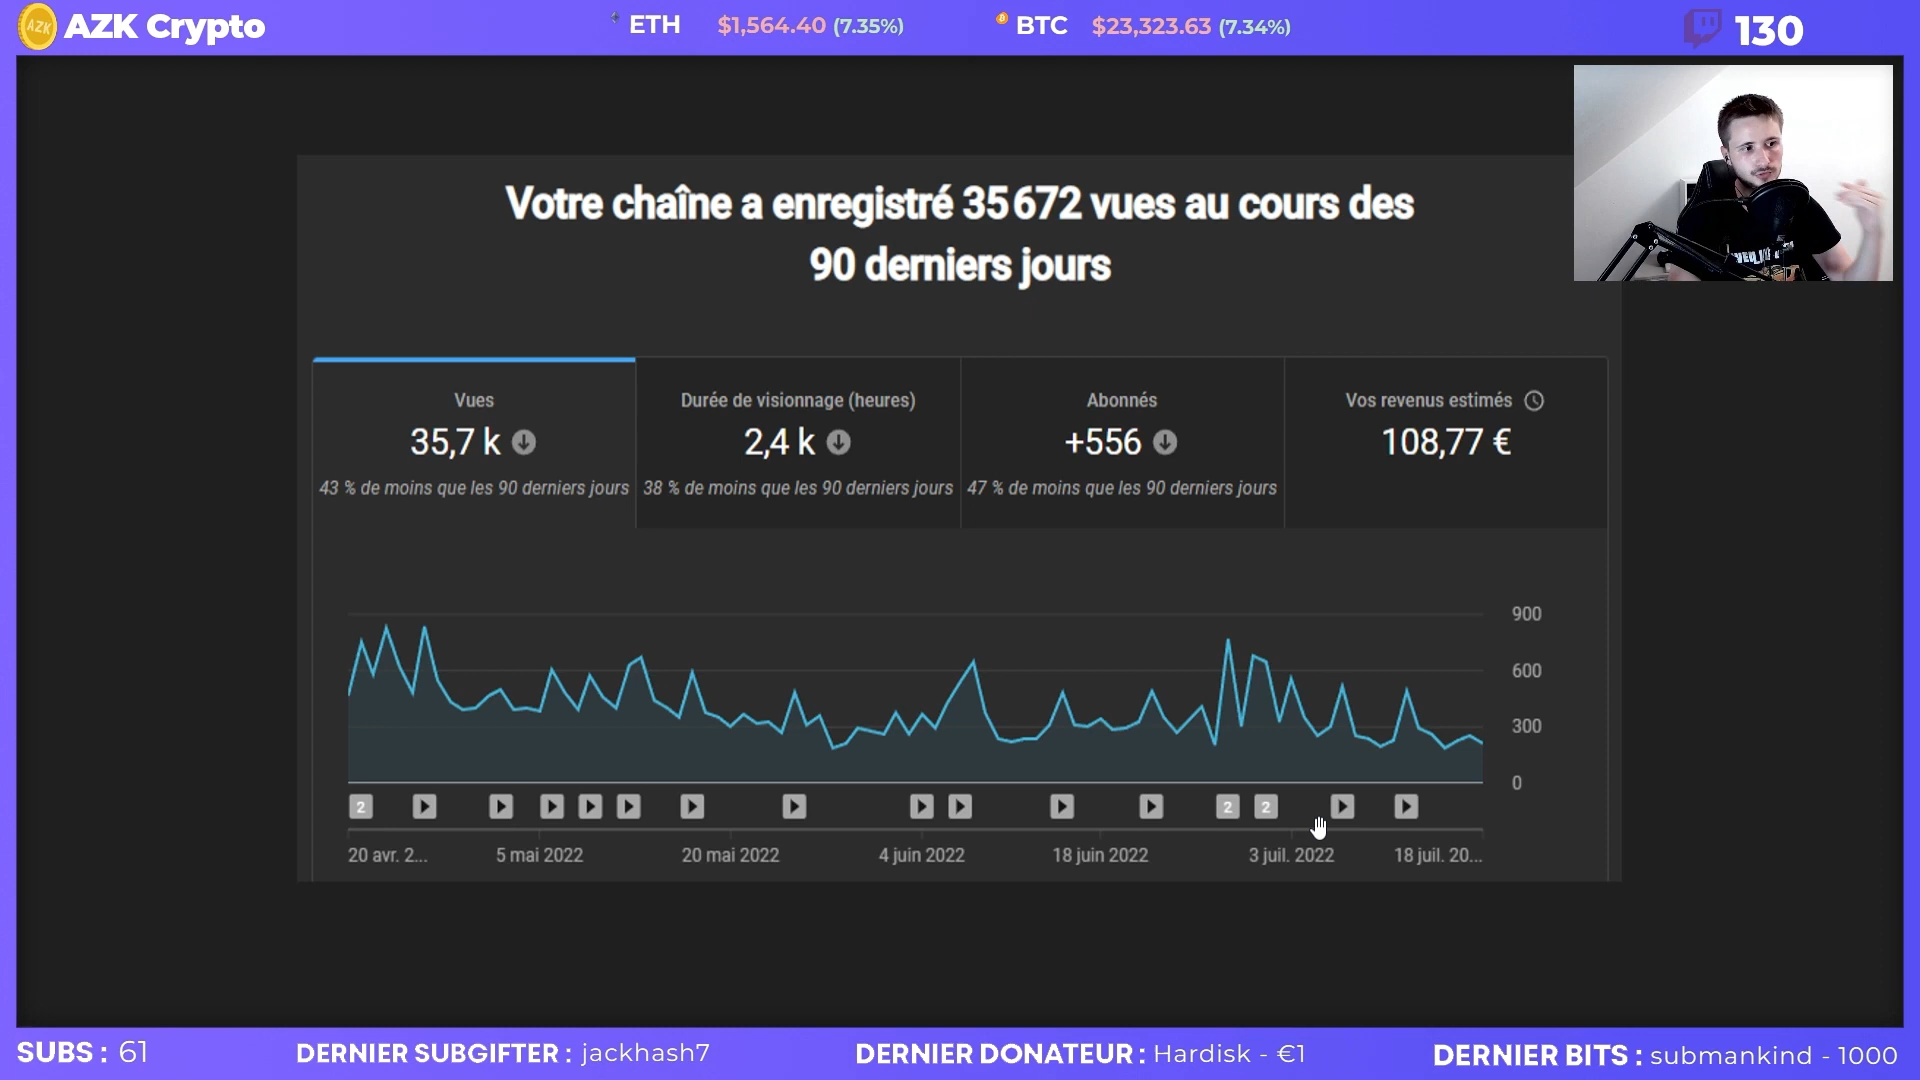 AZK Crypto
ETH $1,564.40 (7.35%)
BTC $23,323.63 (7.34%)
130
Votre chaîne a enregistré 35 672 vues au cours des
90 derniers jours
Vues
35,7 k
43 % de moins que les 90 derniers jours
Durée de visionnage (heures)
2,4 k
38 % de moins que les 90 derniers jours
Abonnés
+556
47 % de moins que les 90 derniers jours
Vos revenus estimés
108,77 €
900
600
300
0
2
2
2
20 avr. 2...
5 mai 2022
20 mai 2022
4 juin 2022
18 juin 2022
3 juil. 2022
18 juil. 20...
SUBS : 61
DERNIER SUBGIFTER : jackhash7
DERNIER DONATEUR : Hardisk - €1
DERNIER BITS : submankind - 1000